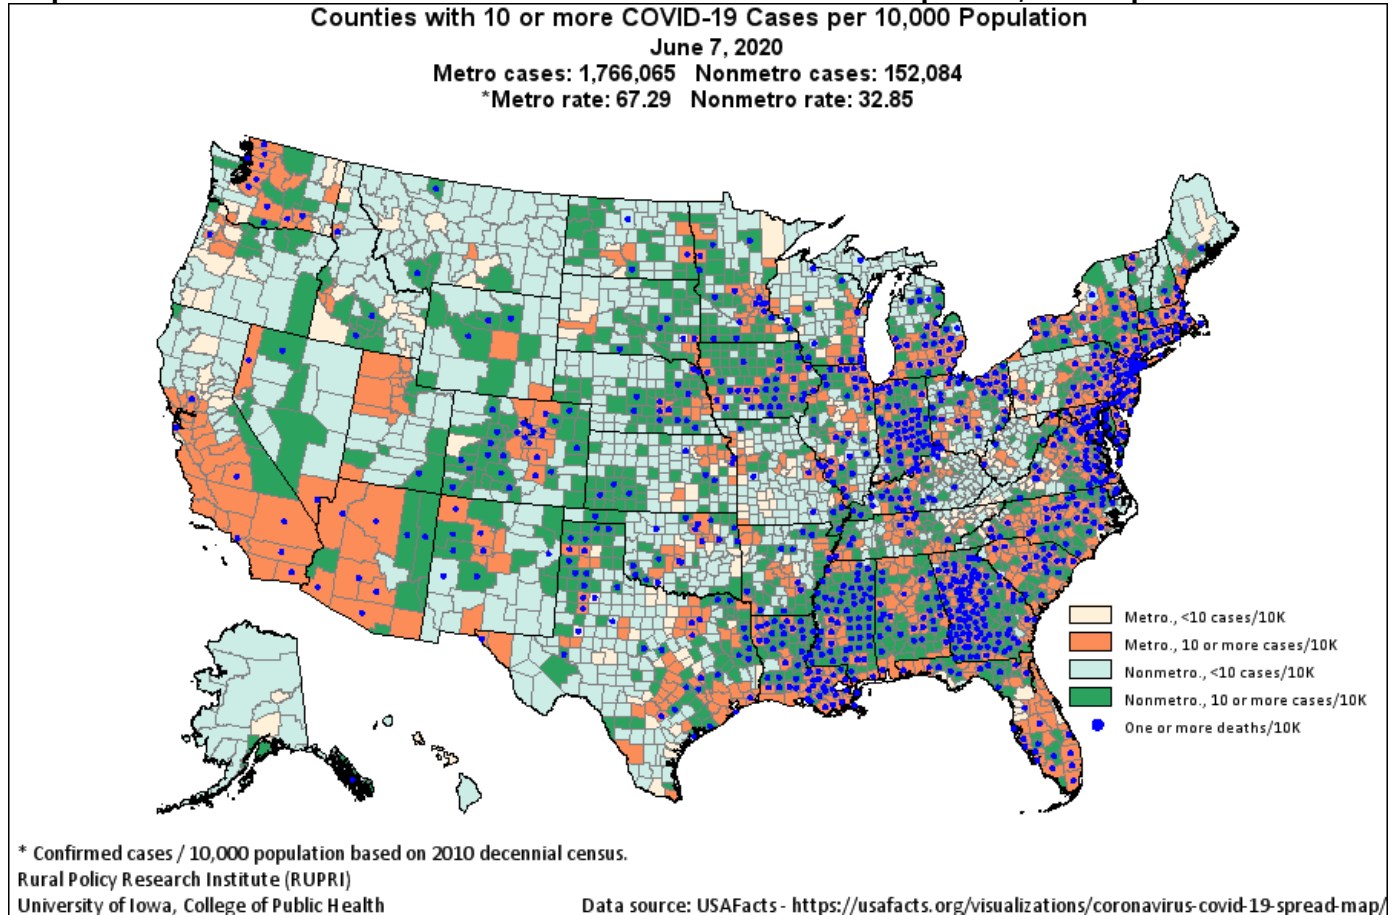 Counties with 10 or more COVID-19 Cases per 10,000 Population
June 7, 2020
Metro cases: 1,766,065 Nonmetro cases: 152,084
*Metro rate: 67.29 Nonmetro rate: 32.85
Metro., <10 cases/10K
Metro., 10 or more cases/10K
Nonmetro., <10 cases/10K
Nonmetro., 10 or more cases/10K
One or more deaths/10K
* Confirmed cases / 10,000 population based on 2010 decennial census.
Rural Policy Research Institute (RUPRI)
University of Iowa, College of Public Health
Data source: USAFacts - https://usafacts.org/visualizations/coronavirus-covid-19-spread-map/